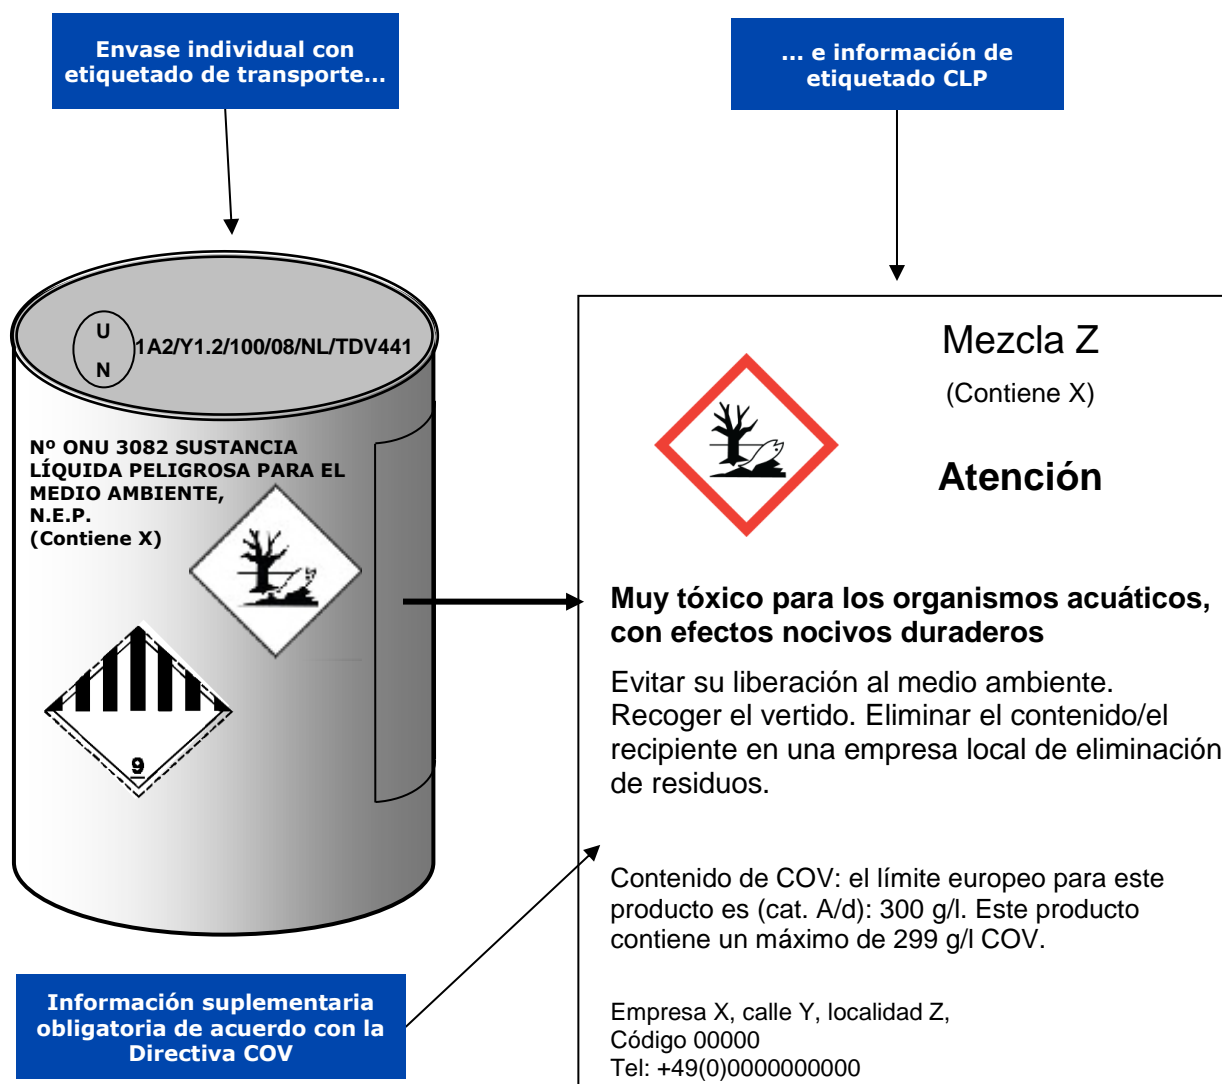 Envase individual con
etiquetado de transporte...
... e información de
etiquetado CLP
U
N
1A2/Y1.2/100/08/NL/TDV441
Nº ONU 3082 SUSTANCIA
LÍQUIDA PELIGROSA PARA EL
MEDIO AMBIENTE,
N.E.P.
(Contiene X)
9
Mezcla Z
(Contiene X)
Atención
Muy tóxico para los organismos acuáticos,
con efectos nocivos duraderos
Evitar su liberación al medio ambiente.
Recoger el vertido. Eliminar el contenido/el
recipiente en una empresa local de eliminación
de residuos.
Contenido de COV: el límite europeo para este
producto es (cat. A/d): 300 g/l. Este producto
contiene un máximo de 299 g/l COV.
Empresa X, calle Y, localidad Z,
Código 00000
Tel: +49(0)0000000000
Información suplementaria
obligatoria de acuerdo con la
Directiva COV